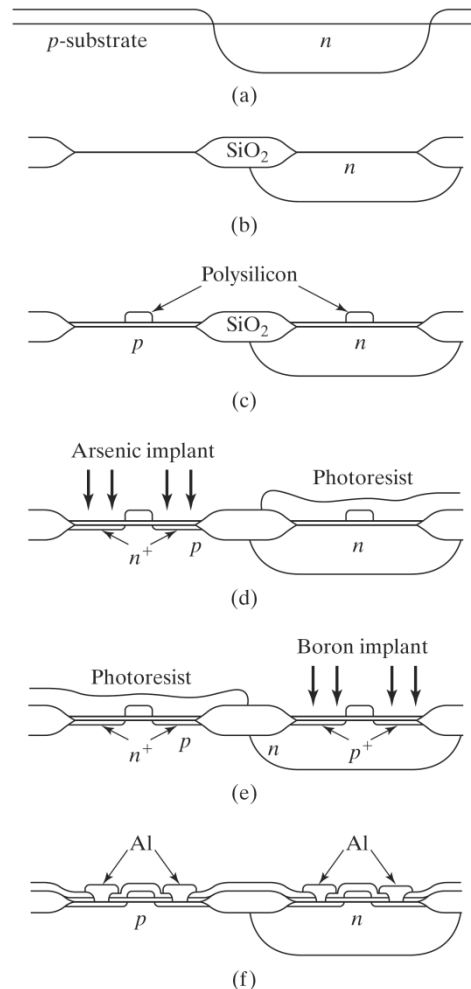 p-substrate n
(a)
SiO₂
n
(b)
Polysilicon
SiO₂
p n
(c)
Arsenic implant
Photoresist
n⁺ p n
(d)
Boron implant
Photoresist
n⁺ p n p⁺
(e)
Al Al
p n
(f)